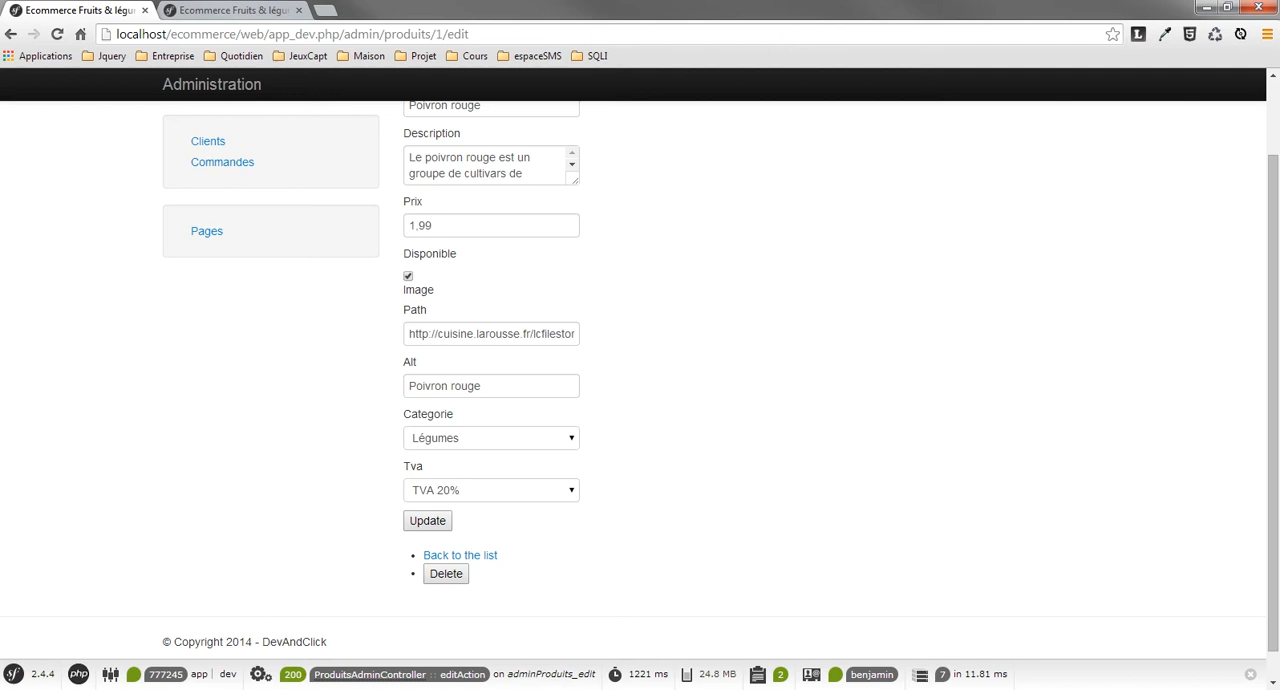 Ecommerce Fruits & légu
Ecommerce Fruits & légu
localhost/ecommerce/web/app_dev.php/admin/produits/1/edit
Applications Jquery Entreprise Quotidien JeuxCapt Maison Projet Cours espaceSMS SQLI
Administration
Clients
Commandes
Pages
Poivron rouge
Description
Le poivron rouge est un
groupe de cultivars de
Prix
1,99
Disponible
Image
Path
http://cuisine.larousse.fr/lcfilestor
Alt
Poivron rouge
Categorie
Légumes
Tva
TVA 20%
Update
Back to the list
Delete
© Copyright 2014 - DevAndClick
sf 2.4.4 php 777245 app dev 200 ProduitsAdminController :: editAction on adminProduits_edit 1221 ms 24.8 MB 2 benjamin 7 in 11.81 ms